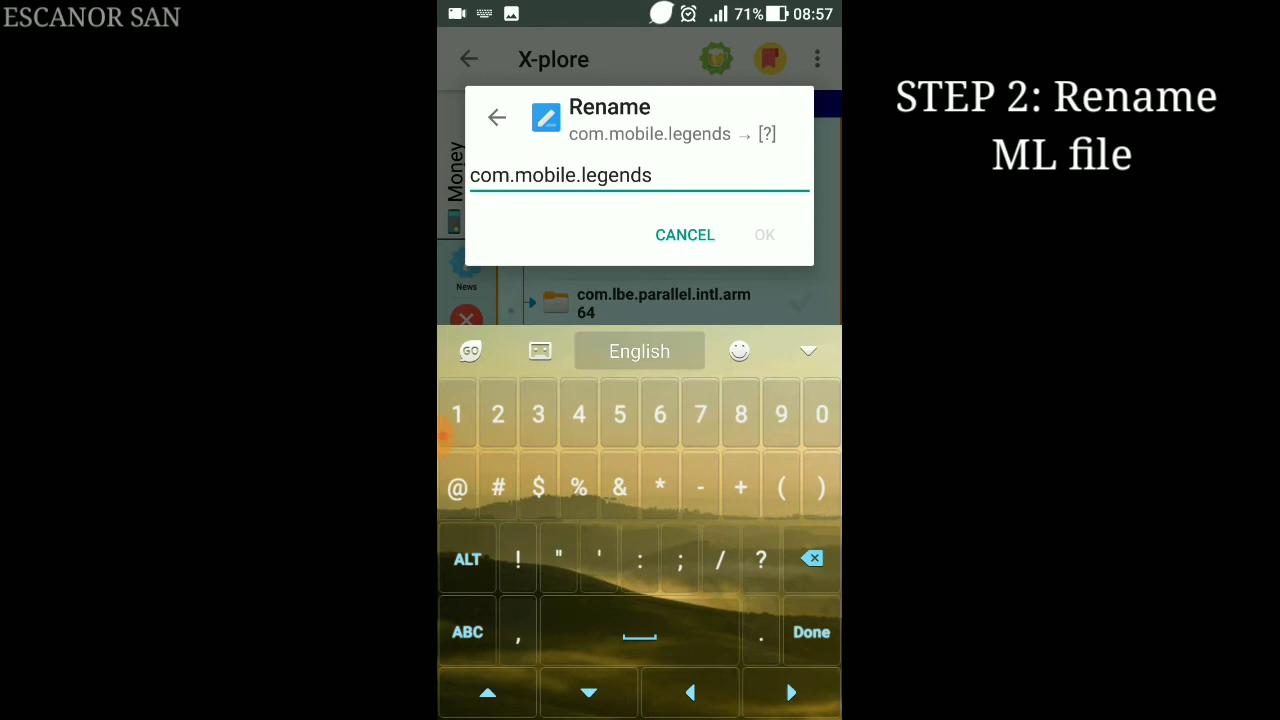 ESCANOR SAN
71% 08:57
X-plore
Rename
com.mobile.legends → [?]
com.mobile.legends
CANCEL OK
Money
News
com.lbe.parallel.intl.arm
64
STEP 2: Rename
ML file
GO English
1 2 3 4 5 6 7 8 9 0
@ # $ % & * - + ( )
ALT ! " ' : ; / ?
ABC , . Done